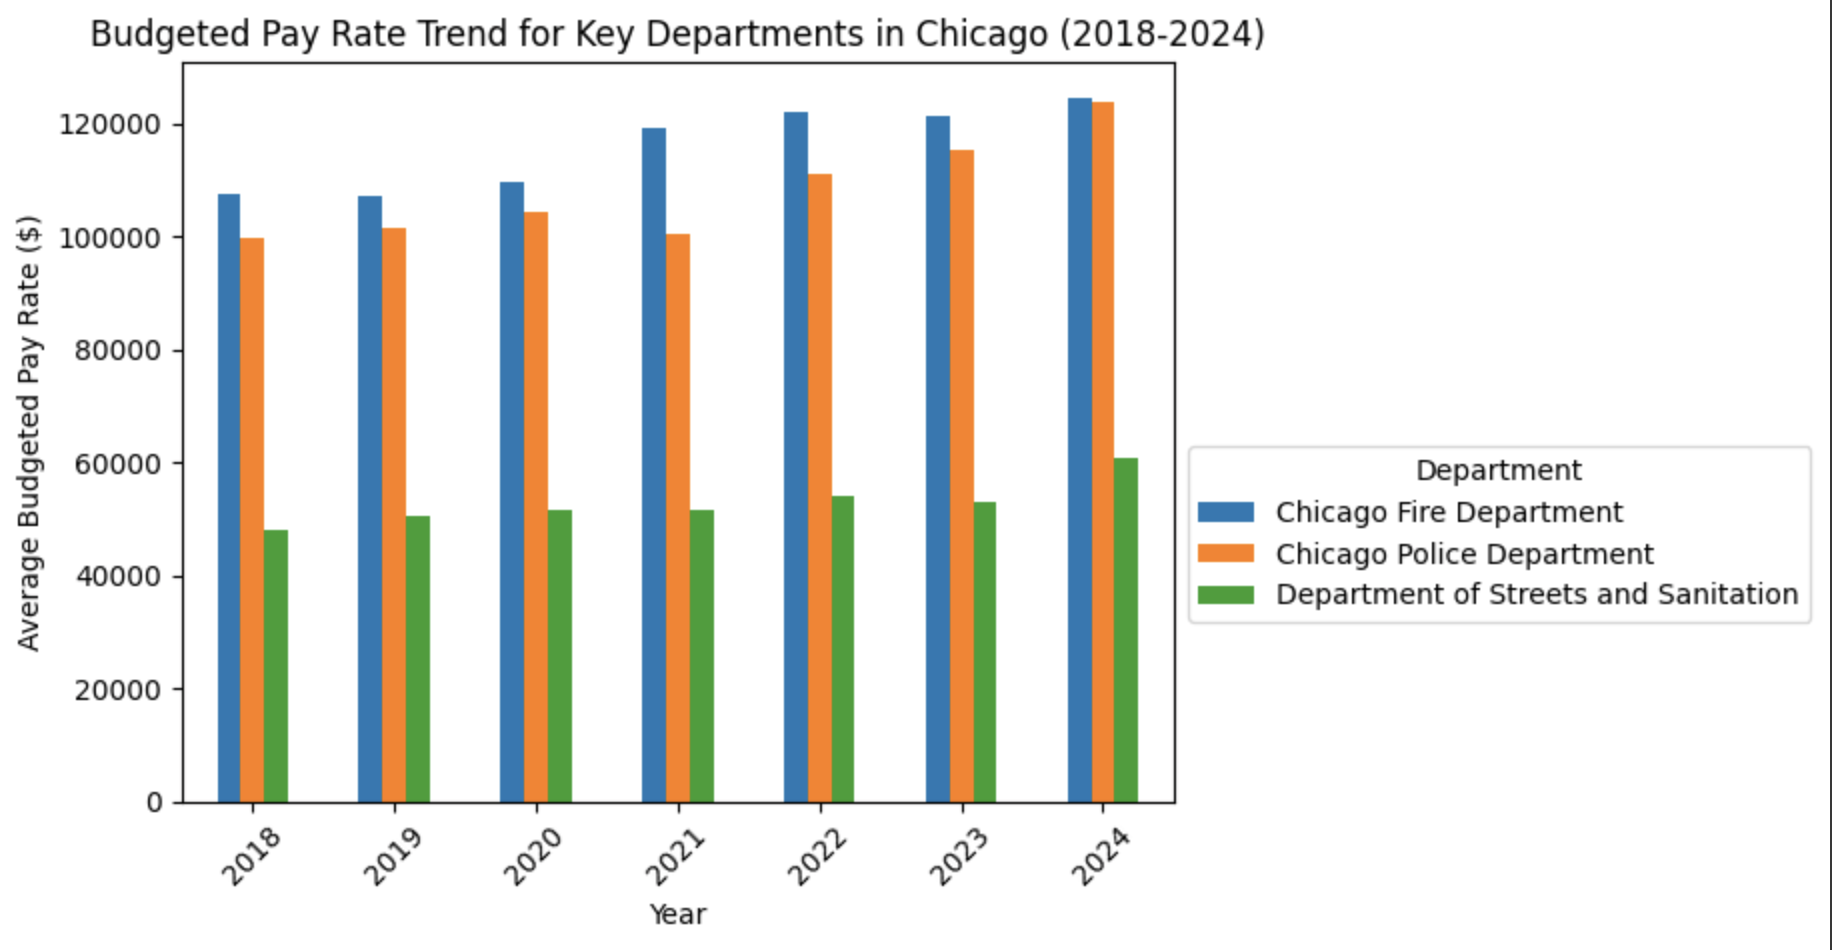 Budgeted Pay Rate Trend for Key Departments in Chicago (2018-2024)
Average Budgeted Pay Rate ($)
120000
100000
80000
60000
40000
20000
0
2018
2019
2020
2021
2022
2023
2024
Year
Department
Chicago Fire Department
Chicago Police Department
Department of Streets and Sanitation